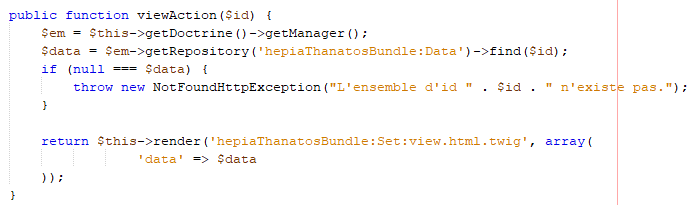 public function viewAction($id) {
    $em = $this->getDoctrine()->getManager();
    $data = $em->getRepository('hepiaThanatosBundle:Data')->find($id);
    if (null === $data) {
        throw new NotFoundHttpException("L'ensemble d'id " . $id . " n'existe pas.");
    }

    return $this->render('hepiaThanatosBundle:Set:view.html.twig', array(
                'data' => $data
    ));
}